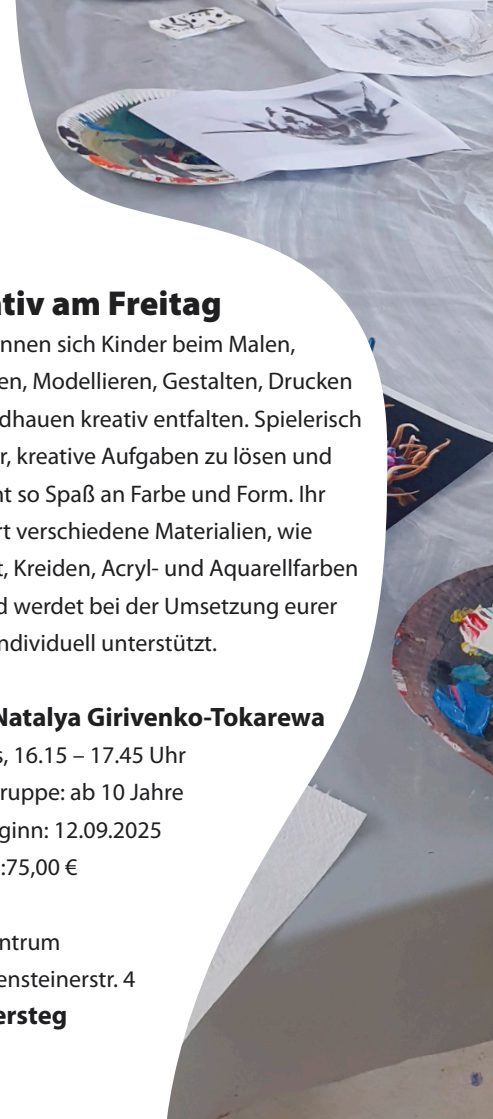 tiv am Freitag
nnen sich Kinder beim Malen,
en, Modellieren, Gestalten, Drucken
dhauen kreativ entfalten. Spielerisch
r, kreative Aufgaben zu lösen und
nt so Spaß an Farbe und Form. Ihr
rt verschiedene Materialien, wie
t, Kreiden, Acryl- und Aquarellfarben
d werdet bei der Umsetzung eurer
ndividuell unterstützt.
Natalya Girivenko-Tokarewa
s, 16.15 – 17.45 Uhr
ruppe: ab 10 Jahre
ginn: 12.09.2025
:75,00 €
ntrum
ensteinerstr. 4
ersteg